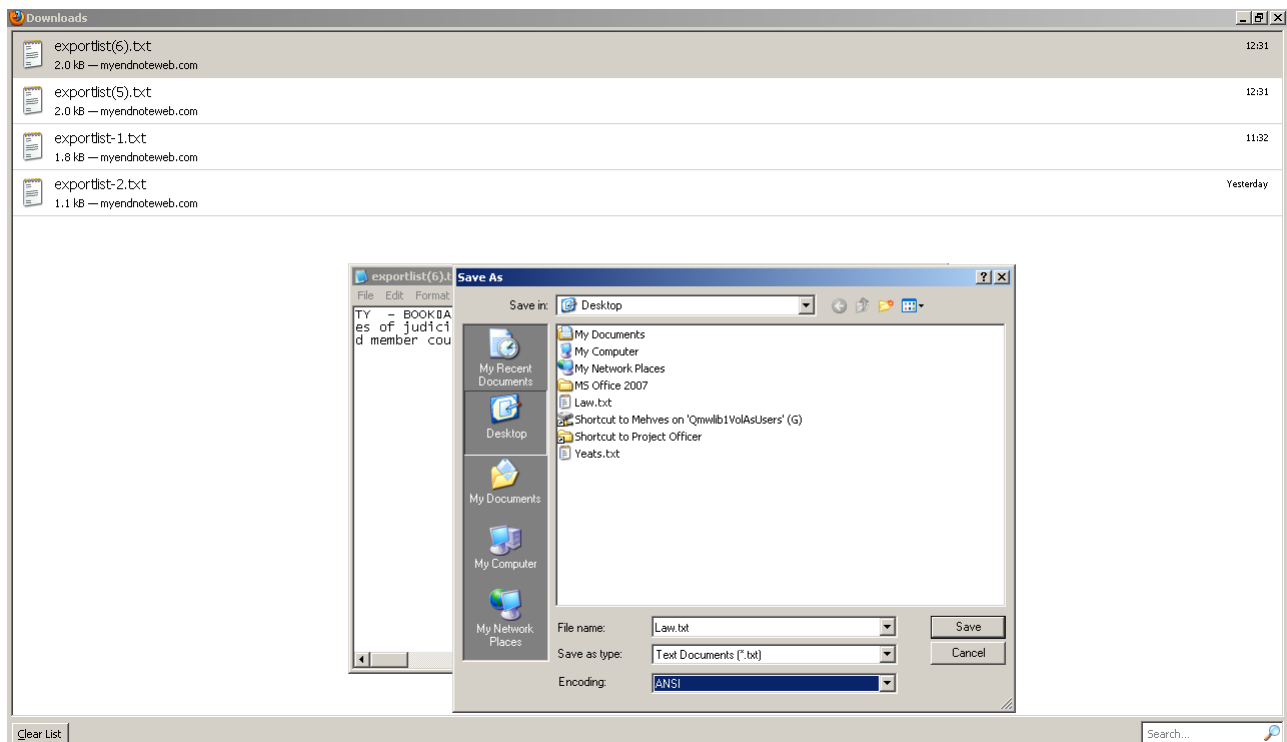 Downloads
exportlist(6).txt
12:31
2.0 kB — myendnoteweb.com
exportlist(5).txt
12:31
2.0 kB — myendnoteweb.com
exportlist-1.txt
11:32
1.8 kB — myendnoteweb.com
exportlist-2.txt
Yesterday
1.1 kB — myendnoteweb.com
exportlist(6).t
File Edit Format
TY - BOOK▯A
es of judici
d member cou
Save As
Save in:
Desktop
My Recent
Documents
Desktop
My Documents
My Computer
My Network
Places
My Documents
My Computer
My Network Places
MS Office 2007
Law.txt
Shortcut to Mehves on 'Qmwlib1VolAsUsers' (G)
Shortcut to Project Officer
Yeats.txt
File name:
Law.txt
Save
Save as type:
Text Documents (*.txt)
Cancel
Encoding:
ANSI
Clear List
Search...